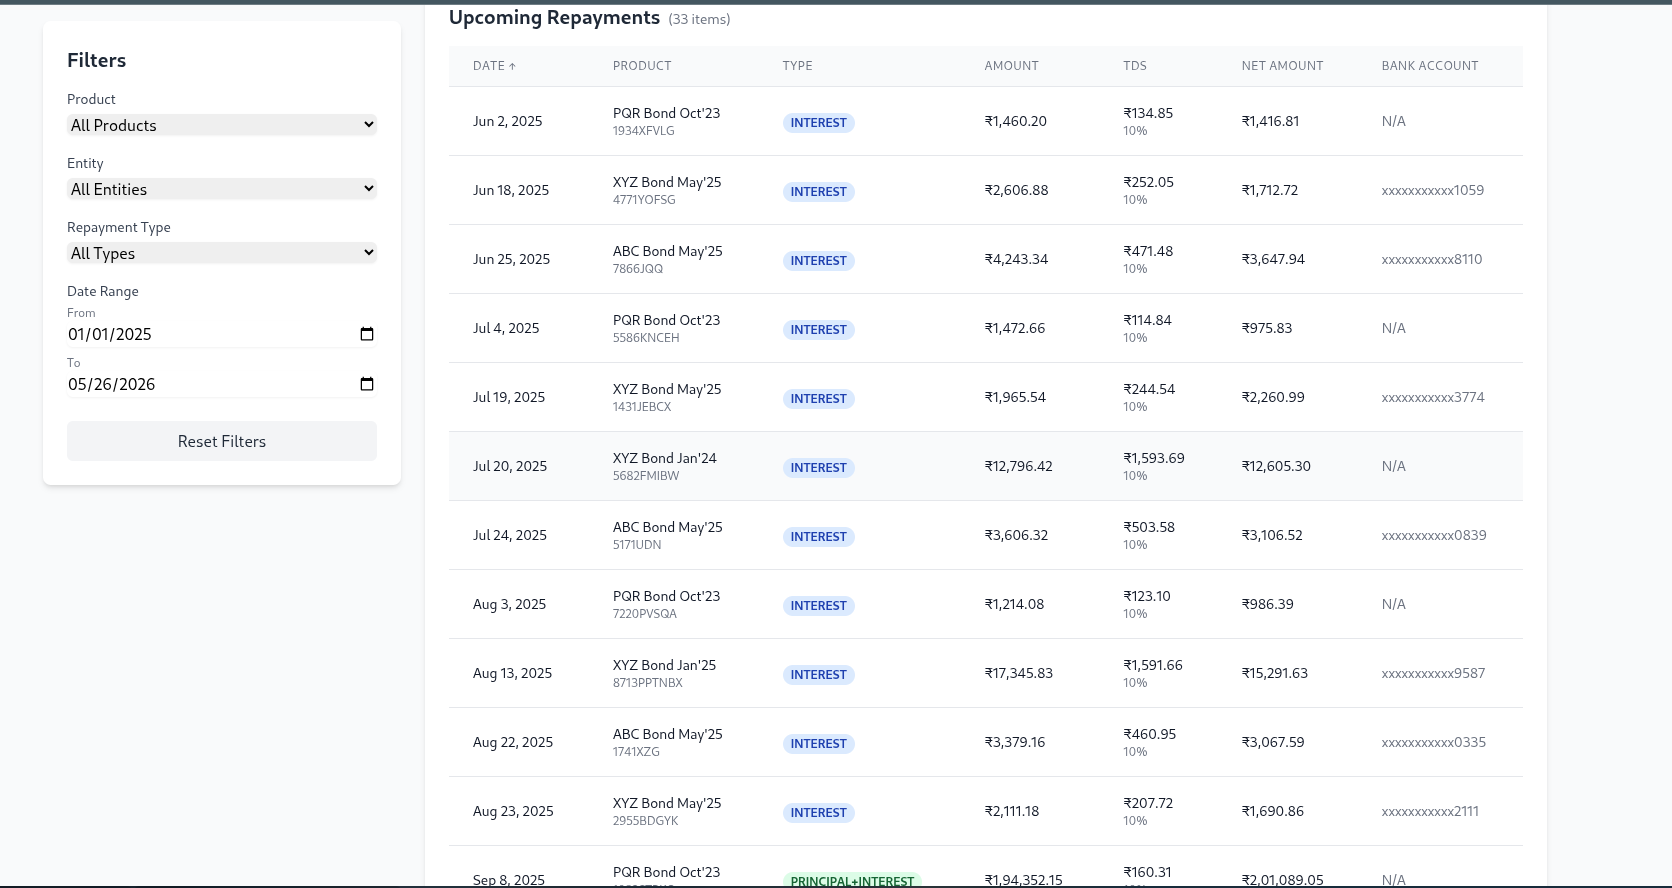 Upcoming Repayments (33 items)
Filters
Product
All Products
Entity
All Entities
Repayment Type
All Types
Date Range
From
01/01/2025
To
05/26/2026
Reset Filters
DATE ↑ PRODUCT TYPE AMOUNT TDS NET AMOUNT BANK ACCOUNT
Jun 2, 2025 PQR Bond Oct'23 INTEREST ₹1,460.20 ₹134.85 ₹1,416.81 N/A
1934XFVLG 10%
Jun 18, 2025 XYZ Bond May'25 INTEREST ₹2,606.88 ₹252.05 ₹1,712.72 xxxxxxxxxxx1059
4771YOFSG 10%
Jun 25, 2025 ABC Bond May'25 INTEREST ₹4,243.34 ₹471.48 ₹3,647.94 xxxxxxxxxxx8110
7866JQQ 10%
Jul 4, 2025 PQR Bond Oct'23 INTEREST ₹1,472.66 ₹114.84 ₹975.83 N/A
5586KNCEH 10%
Jul 19, 2025 XYZ Bond May'25 INTEREST ₹1,965.54 ₹244.54 ₹2,260.99 xxxxxxxxxxx3774
1431JEBCX 10%
Jul 20, 2025 XYZ Bond Jan'24 INTEREST ₹12,796.42 ₹1,593.69 ₹12,605.30 N/A
5682FMIBW 10%
Jul 24, 2025 ABC Bond May'25 INTEREST ₹3,606.32 ₹503.58 ₹3,106.52 xxxxxxxxxxx0839
5171UDN 10%
Aug 3, 2025 PQR Bond Oct'23 INTEREST ₹1,214.08 ₹123.10 ₹986.39 N/A
7220PVSQA 10%
Aug 13, 2025 XYZ Bond Jan'25 INTEREST ₹17,345.83 ₹1,591.66 ₹15,291.63 xxxxxxxxxxx9587
8713PPTNBX 10%
Aug 22, 2025 ABC Bond May'25 INTEREST ₹3,379.16 ₹460.95 ₹3,067.59 xxxxxxxxxxx0335
1741XZG 10%
Aug 23, 2025 XYZ Bond May'25 INTEREST ₹2,111.18 ₹207.72 ₹1,690.86 xxxxxxxxxxx2111
2955BDGYK 10%
Sep 8, 2025 PQR Bond Oct'23 PRINCIPAL+INTEREST ₹1,94,352.15 ₹160.31 ₹2,01,089.05 N/A